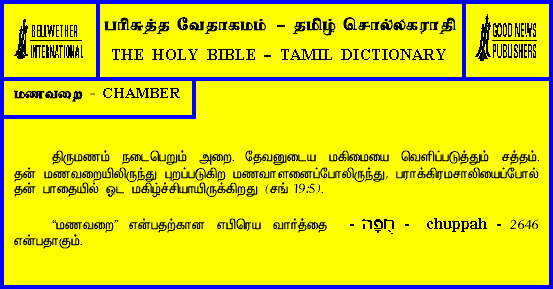 BELLWETHER
INTERNATIONAL
பரிசுத்த வேதாகமம் – தமிழ் சொல்லகராதி
THE HOLY BIBLE – TAMIL DICTIONARY
GOOD NEWS
PUBLISHERS
மணவறை - CHAMBER
திருமணம் நடைபெறும் அறை. தேவனுடைய மகிமையை வெளிப்படுத்தும் சத்தம்.
தன் மணவறையிலிருந்து புறப்படுகிற மணவாளனைப்போலிருந்து, பராக்கிரமசாலியைப்போல்
தன் பாதையில் ஓட மகிழ்ச்சியாயிருக்கிறது (சங் 19:5).
“மணவறை” என்பதற்கான எபிரெய வார்த்தை - חֻפָּה - chuppah - 2646
என்பதாகும்.